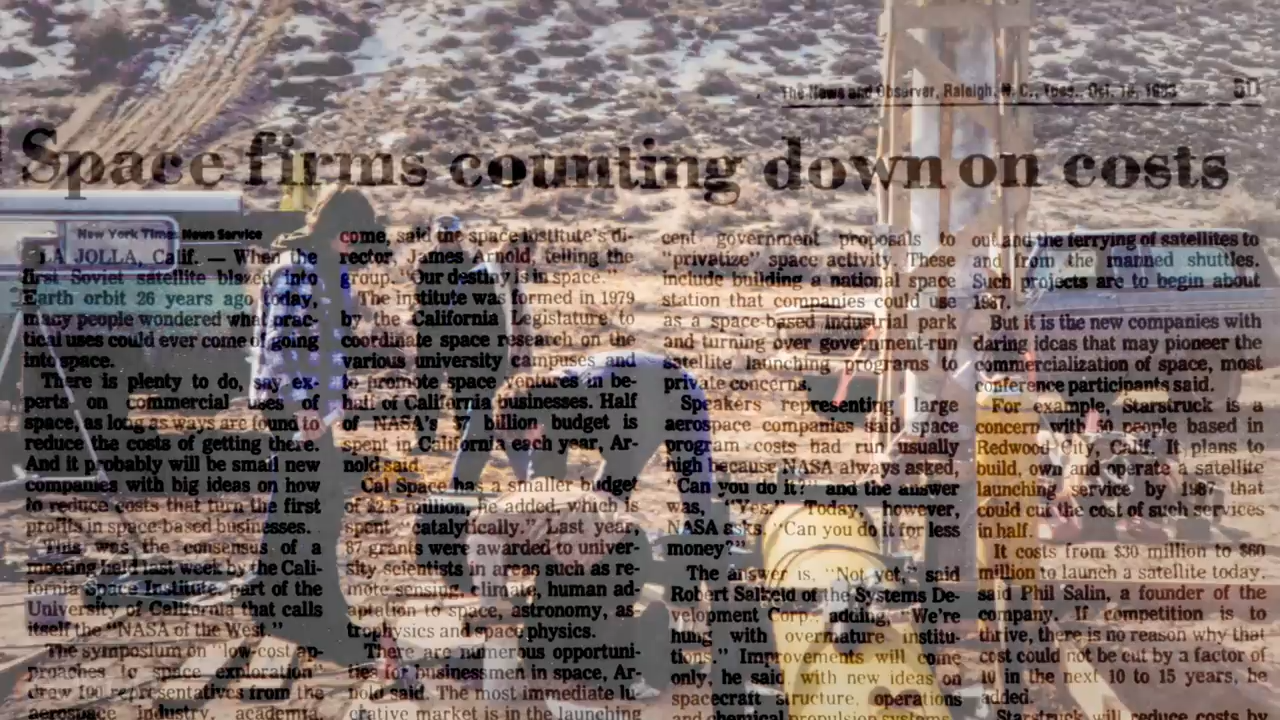 The News and Observer, Raleigh, N. C., Tues., Oct. 18, 1983 5D
Space firms counting down on costs
New York Times News Service
LA JOLLA, Calif. — When the
first Soviet satellite blazed into
Earth orbit 26 years ago today,
many people wondered what prac-
tical uses could ever come of going
into space.
There is plenty to do, say ex-
perts on commercial uses of
space, as long as ways are found to
reduce the costs of getting there.
And it probably will be small new
companies with big ideas on how
to reduce costs that turn the first
profits in space-based businesses.
This was the consensus of a
meeting held last week by the Cali-
fornia Space Institute, part of the
University of California that calls
itself the "NASA of the West."
The symposium on "low-cost ap-
proaches to space exploration"
drew 100 representatives from the
aerospace industry, academia,
come, said the space institute's di-
rector, James Arnold, telling the
group. "Our destiny is in space."
The institute was formed in 1979
by the California Legislature to
coordinate space research on the
various university campuses and
to promote space ventures in be-
half of California businesses. Half
of NASA's $7 billion budget is
spent in California each year, Ar-
nold said.
Cal Space has a smaller budget
of $2.5 million, he added, which is
spent "catalytically." Last year,
87 grants were awarded to univer-
sity scientists in areas such as re-
mote sensing, climate, human ad-
aptation to space, astronomy, as-
trophysics and space physics.
There are numerous opportuni-
ties for businessmen in space, Ar-
nold said. The most immediate lu-
crative market is in the launching
cent government proposals to
"privatize" space activity. These
include building a national space
station that companies could use
as a space-based industrial park
and turning over government-run
satellite launching programs to
private concerns.
Speakers representing large
aerospace companies said space
program costs had run usually
high because NASA always asked,
"Can you do it?" and the answer
was, "Yes." Today, however,
NASA asks, "Can you do it for less
money?"
The answer is, "Not yet," said
Robert Salkeld of the Systems De-
velopment Corp., adding, "We're
hung with overmature institu-
tions." Improvements will come
only, he said, with new ideas on
spacecraft structure, operations
and chemical propulsion systems
out and the ferrying of satellites to
and from the manned shuttles.
Such projects are to begin about
1987.
But it is the new companies with
daring ideas that may pioneer the
commercialization of space, most
conference participants said.
For example, Starstruck is a
concern with 50 people based in
Redwood City, Calif. It plans to
build, own and operate a satellite
launching service by 1987 that
could cut the cost of such services
in half.
It costs from $30 million to $60
million to launch a satellite today,
said Phil Salin, a founder of the
company. If competition is to
thrive, there is no reason why that
cost could not be cut by a factor of
10 in the next 10 to 15 years, he
added.
Starstruck will reduce costs by